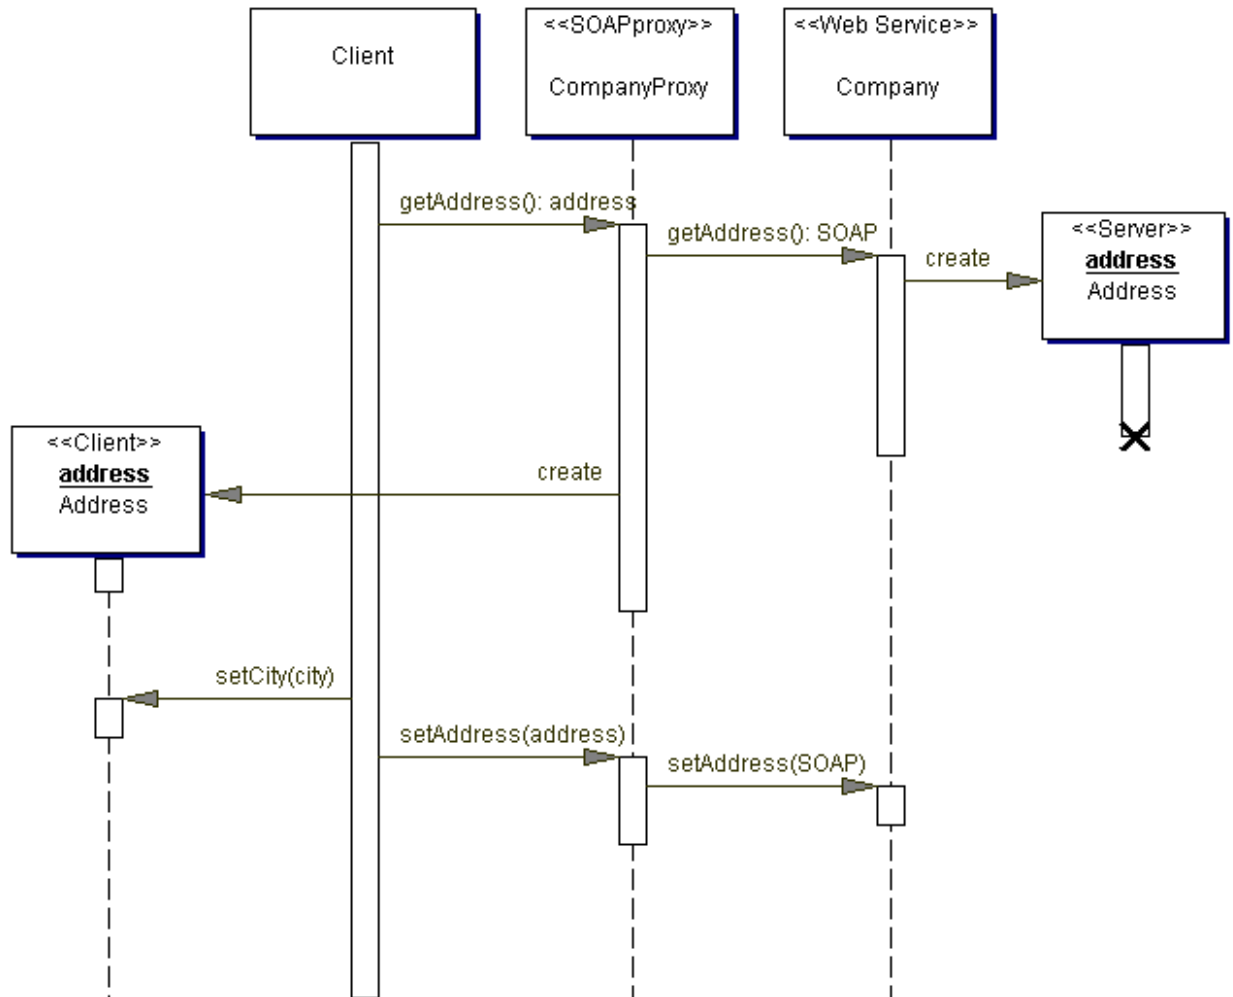 Client
<<SOAPproxy>>
CompanyProxy
<<Web Service>>
Company
getAddress(): address
getAddress(): SOAP
create
<<Server>>
address
Address
<<Client>>
address
Address
create
setCity(city)
setAddress(address)
setAddress(SOAP)